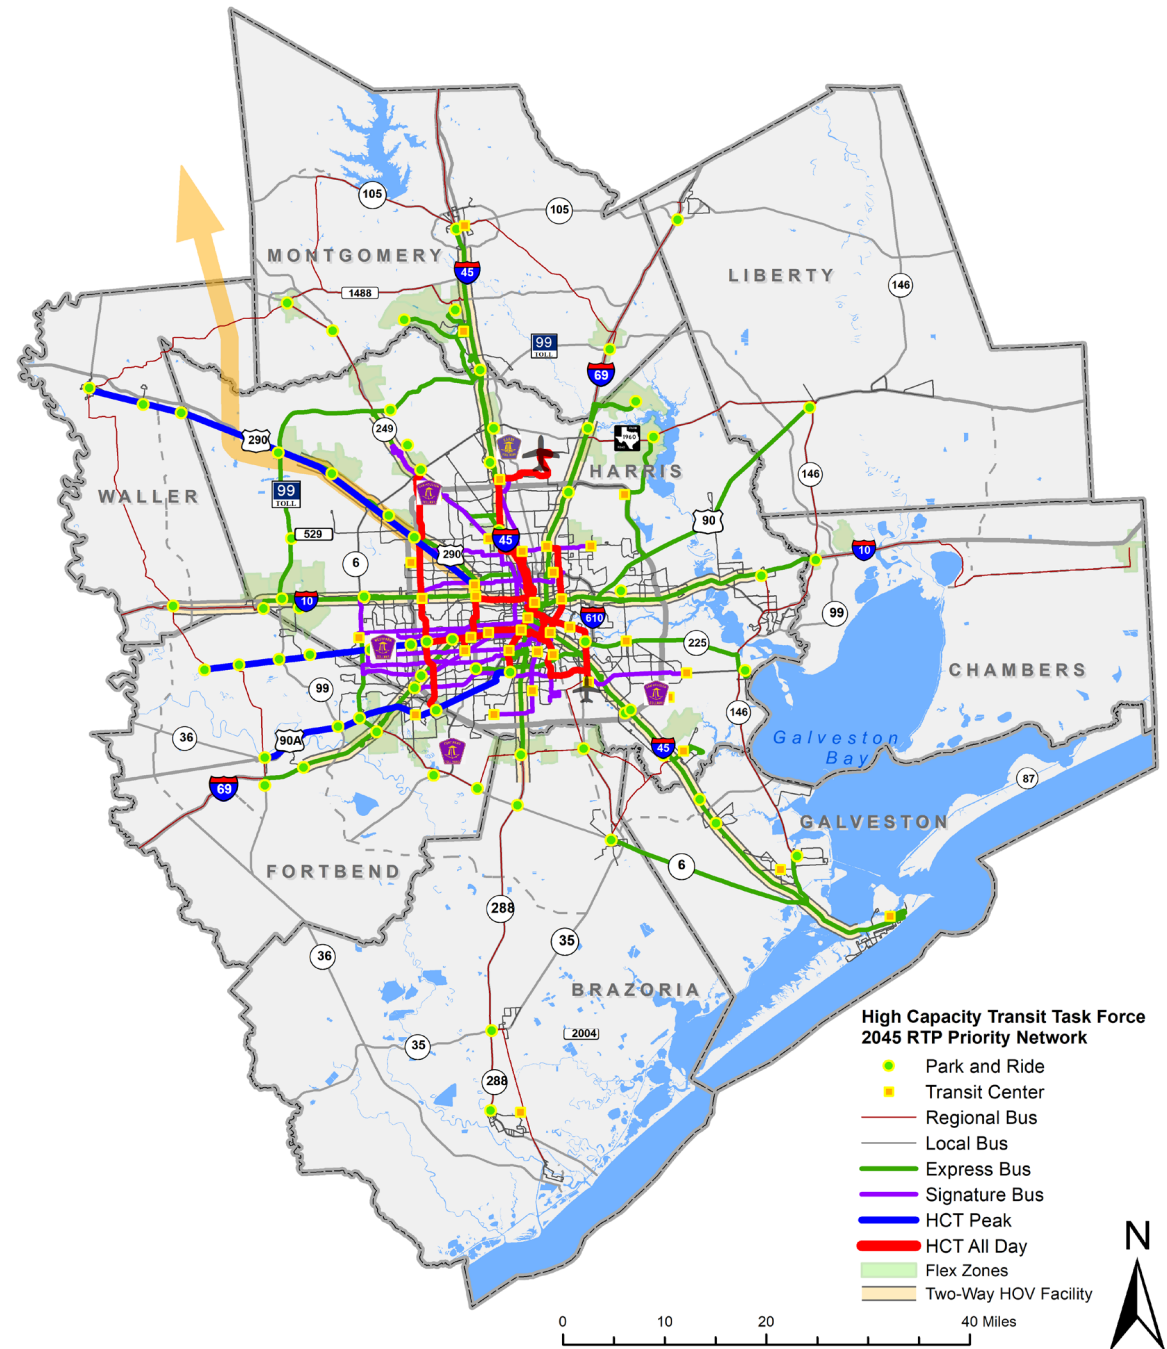 105
105
MONTGOMERY
45
LIBERTY
146
1488
99
TOLL
69
249
1960
290
HARRIS
146
WALLER
99
TOLL
90
529
45
290
10
6
10
99
610
225
CHAMBERS
99
146
36
90A
45
Galveston
Bay
87
69
GALVESTON
6
FORTBEND
288
35
36
BRAZORIA
High Capacity Transit Task Force
2045 RTP Priority Network
35
2004
Park and Ride
288
Transit Center
Regional Bus
Local Bus
Express Bus
Signature Bus
HCT Peak
HCT All Day
Flex Zones
Two-Way HOV Facility
N
0 10 20 40 Miles